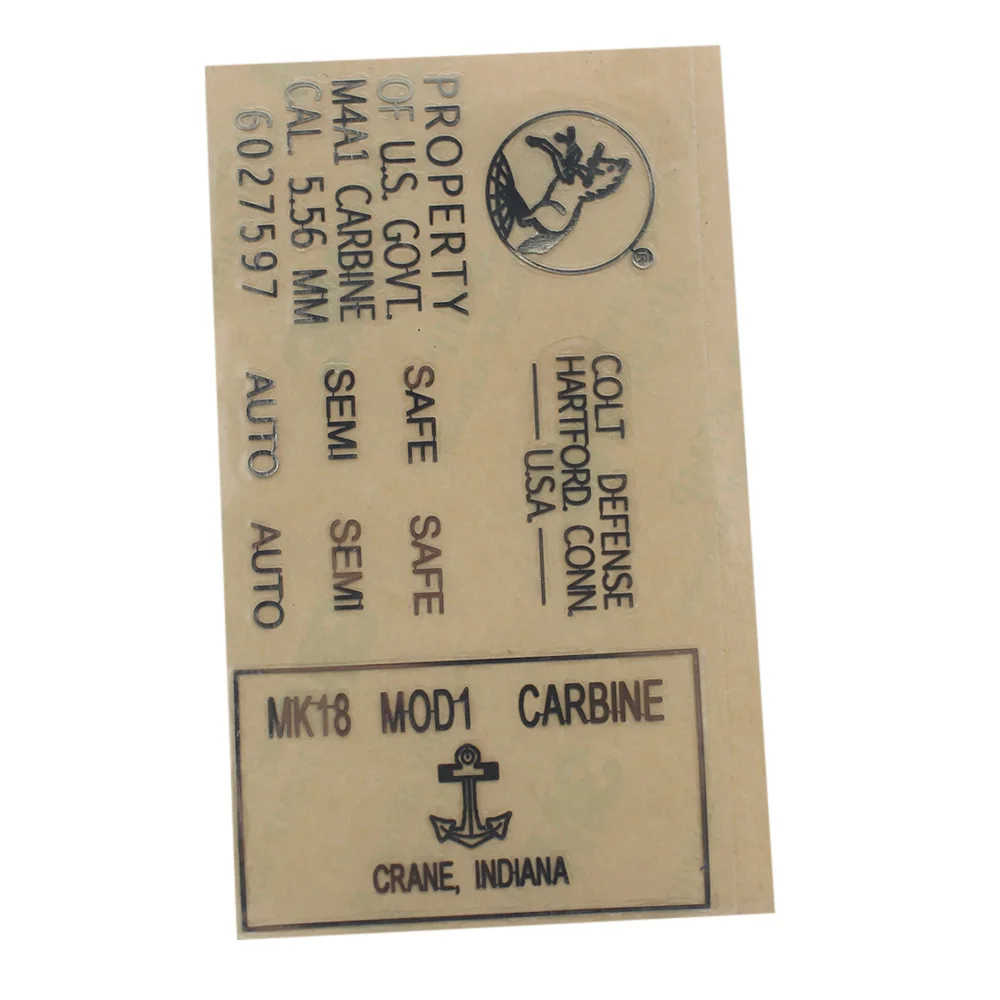 PROPERTY
OF U.S. GOVT.
M4A1 CARBINE
CAL. 5.56 MM
6027597
®
COLT DEFENSE
HARTFORD. CONN.
U.S.A.
SAFE SAFE
SEMI SEMI
AUTO AUTO
MK18 MOD1 CARBINE
CRANE, INDIANA